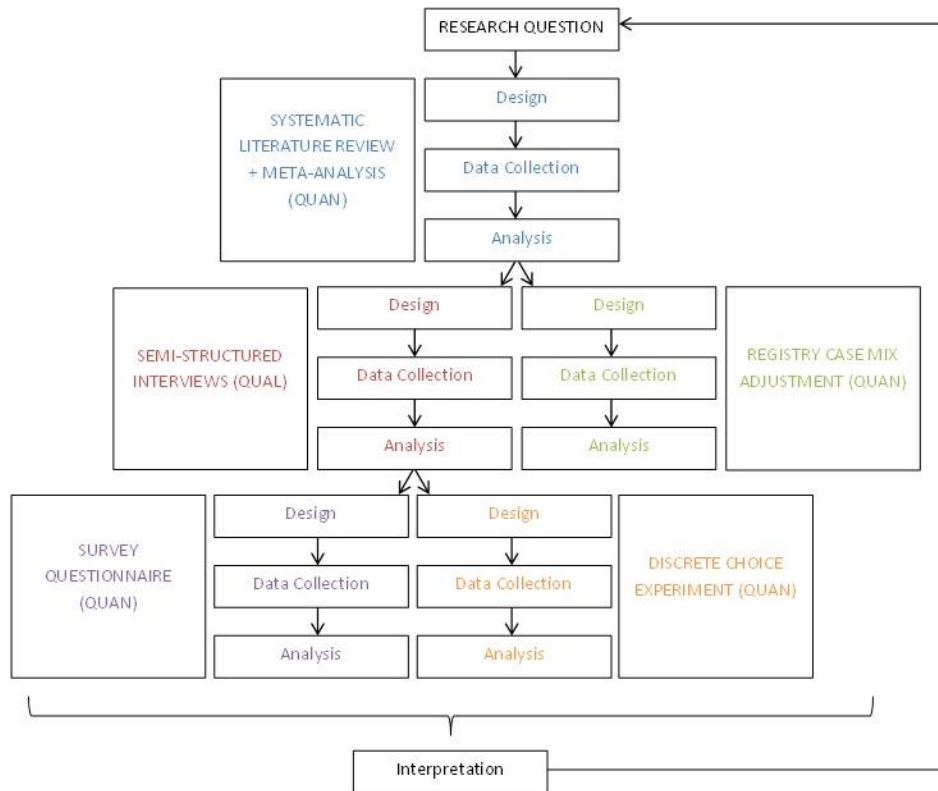 RESEARCH QUESTION
Design
SYSTEMATIC
LITERATURE REVIEW
+ META-ANALYSIS
(QUAN)
Data Collection
Analysis
Design
Design
SEMI-STRUCTURED
INTERVIEWS (QUAL)
Data Collection
Data Collection
REGISTRY CASE MIX
ADJUSTMENT (QUAN)
Analysis
Analysis
Design
Design
SURVEY
QUESTIONNAIRE
(QUAN)
Data Collection
Data Collection
DISCRETE CHOICE
EXPERIMENT (QUAN)
Analysis
Analysis
Interpretation